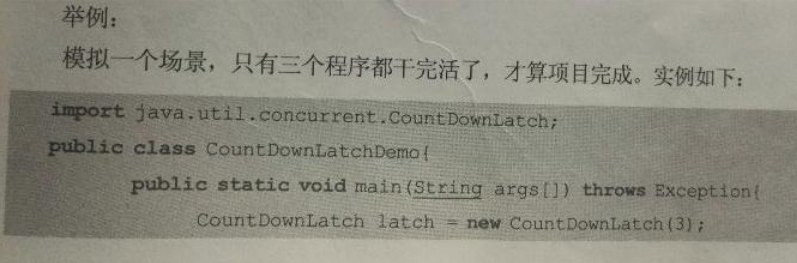 举例：
模拟一个场景，只有三个程序都干完活了，才算项目完成。实例如下：
import java.util.concurrent.CountDownLatch;
public class CountDownLatchDemo{
public static void main(String args[]) throws Exception{
CountDownLatch latch = new CountDownLatch(3);